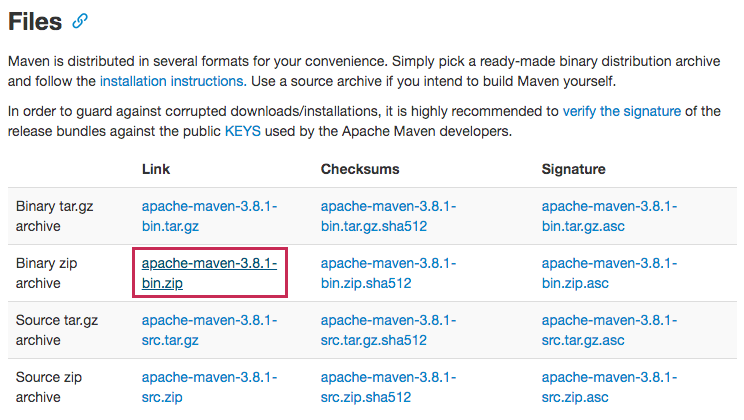 Files
Maven is distributed in several formats for your convenience. Simply pick a ready-made binary distribution archive
and follow the installation instructions. Use a source archive if you intend to build Maven yourself.
In order to guard against corrupted downloads/installations, it is highly recommended to verify the signature of the
release bundles against the public KEYS used by the Apache Maven developers.
Link Checksums Signature
Binary tar.gz apache-maven-3.8.1- apache-maven-3.8.1- apache-maven-3.8.1-
archive bin.tar.gz bin.tar.gz.sha512 bin.tar.gz.asc
Binary zip apache-maven-3.8.1- apache-maven-3.8.1- apache-maven-3.8.1-
archive bin.zip bin.zip.sha512 bin.zip.asc
Source tar.gz apache-maven-3.8.1- apache-maven-3.8.1- apache-maven-3.8.1-
archive src.tar.gz src.tar.gz.sha512 src.tar.gz.asc
Source zip apache-maven-3.8.1- apache-maven-3.8.1- apache-maven-3.8.1-
archive src.zip src.zip.sha512 src.zip.asc